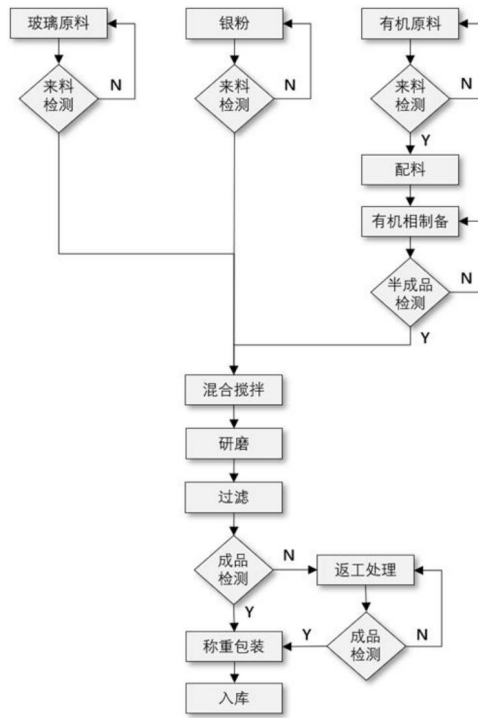 玻璃原料
银粉
有机原料
来料
检测
N
来料
检测
N
来料
检测
N
Y
配料
有机相制备
半成品
检测
N
Y
混合搅拌
研磨
过滤
成品
检测
N
返工处理
Y
Y
成品
检测
N
称重包装
入库